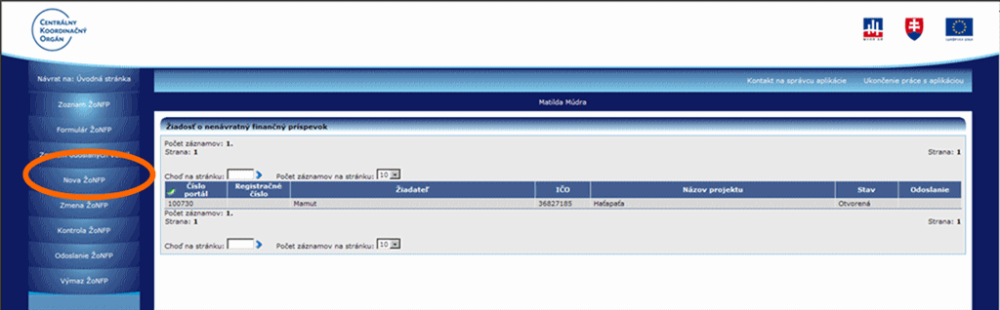 CENTRÁLNY
KOORDINAČNÝ
ORGÁN
Návrat na: Úvodná stránka
Zoznam ŽoNFP
Formulár ŽoNFP
Nova ŽoNFP
Zmena ŽoNFP
Kontrola ŽoNFP
Odoslanie ŽoNFP
Výmaz ŽoNFP
Kontakt na správcu aplikácie Ukončenie práce s aplikáciou
Matilda Múdra
Žiadosť o nenávratný finančný príspevok
Počet záznamov: 1.
Strana: 1 Strana: 1
Choď na stránku: Počet záznamov na stránku: 10
Číslo portál Registračné číslo Žiadateľ IČO Názov projektu Stav Odoslanie
100730 Mamut 36827185 Haťapaťa Otvorená
Počet záznamov: 1.
Strana: 1 Strana: 1
Choď na stránku: Počet záznamov na stránku: 10